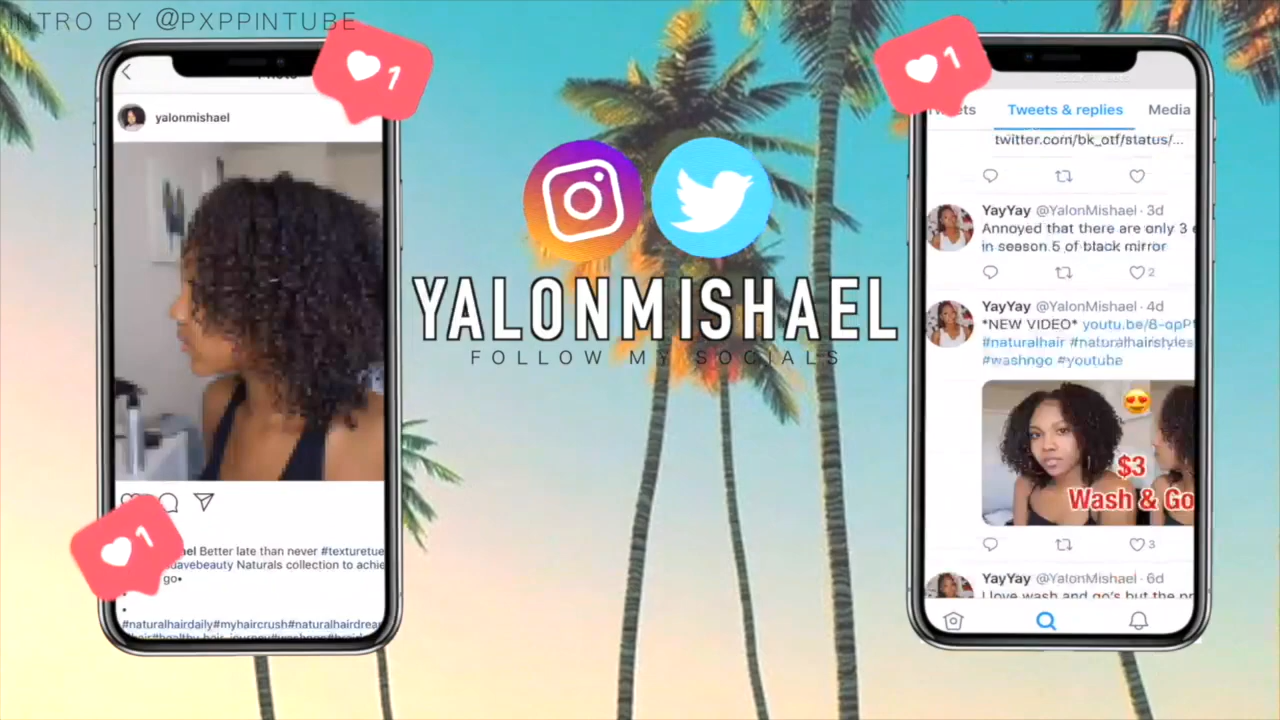 INTRO BY @PXPPINTUBE
yalonmishael
YALONMISHAEL
FOLLOW MY SOCIALS
Better late than never #texturetue
Naturals collection to achie
go•
•
•
#naturalhairdaily#myhaircrush#naturalhairdrear
1
1
1
Tweets & replies
Media
twitter.com/bk_otf/status/...
YayYay @YalonMishael · 3d
Annoyed that there are only 3 e
in season 5 of black mirror
2
YayYay @YalonMishael · 4d
*NEW VIDEO*
#naturalhair #naturalhairstyles
#washngo #youtube
$3
Wash & Go
3
YayYay @YalonMishael · 6d
I love wash and go's but the